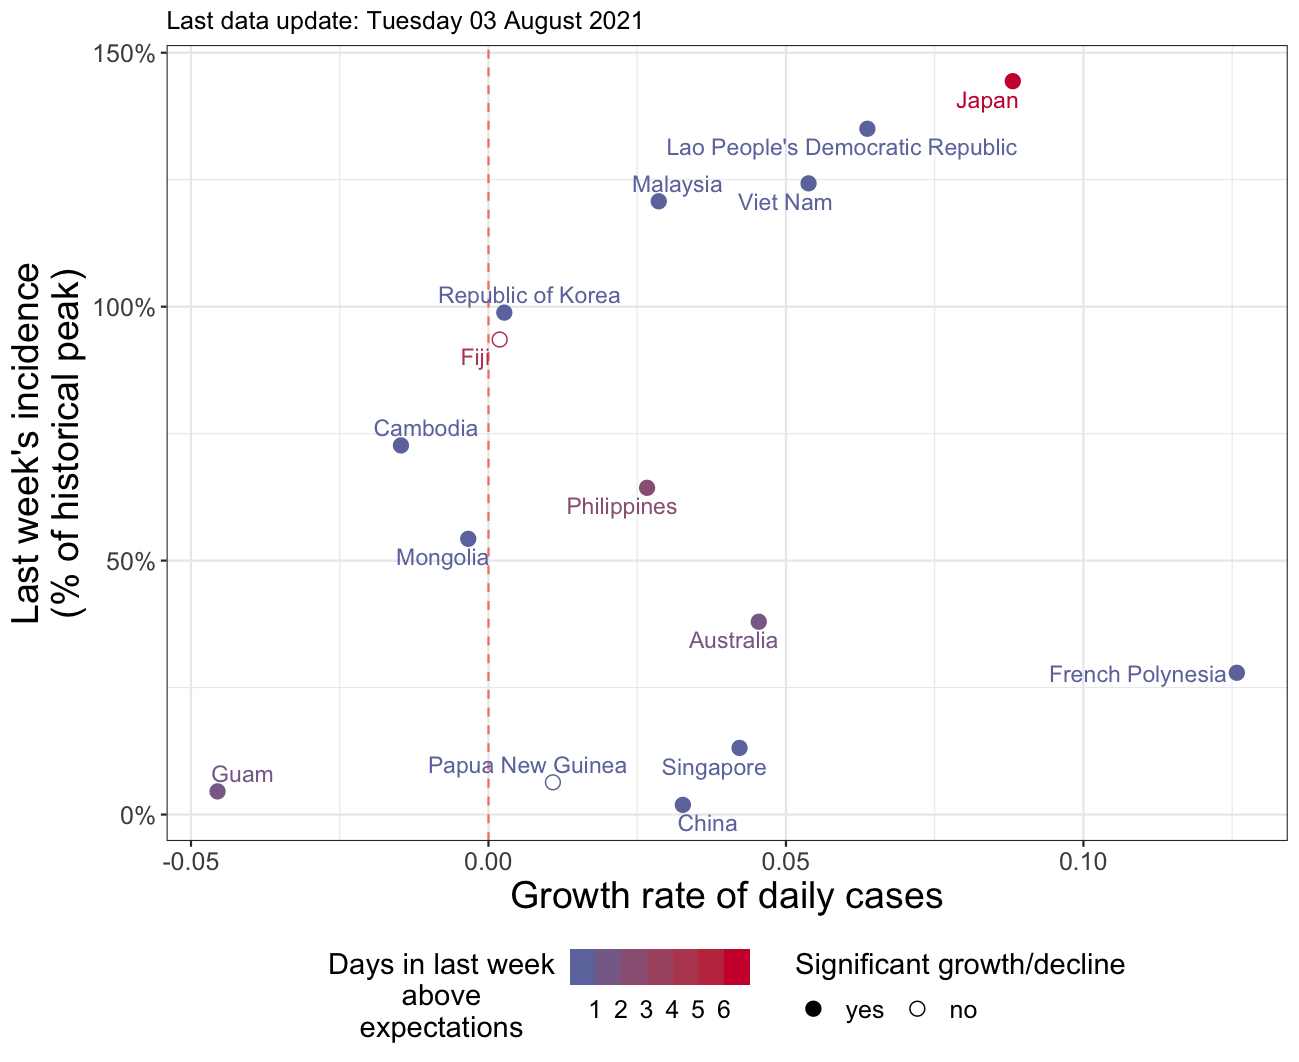 Last data update: Tuesday 03 August 2021
150%
100%
50%
0%
Last week's incidence
(% of historical peak)
Japan
Lao People's Democratic Republic
Malaysia
Viet Nam
Republic of Korea
Fiji
Cambodia
Philippines
Mongolia
Australia
French Polynesia
Papua New Guinea
Singapore
Guam
China
-0.05 0.00 0.05 0.10
Growth rate of daily cases
Days in last week
above
expectations
1 2 3 4 5 6
Significant growth/decline
yes no